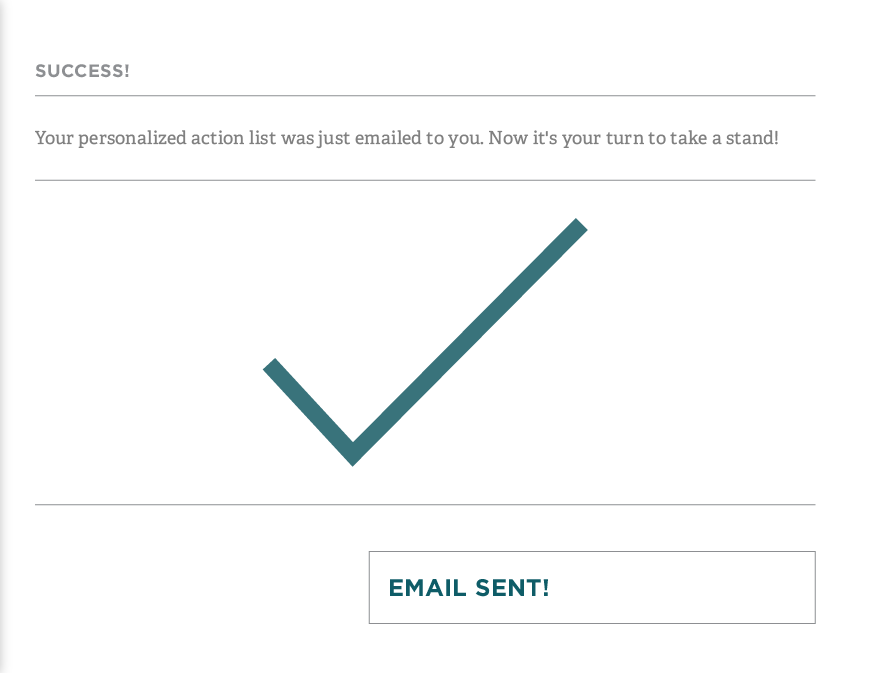 SUCCESS!
Your personalized action list was just emailed to you. Now it's your turn to take a stand!
EMAIL SENT!